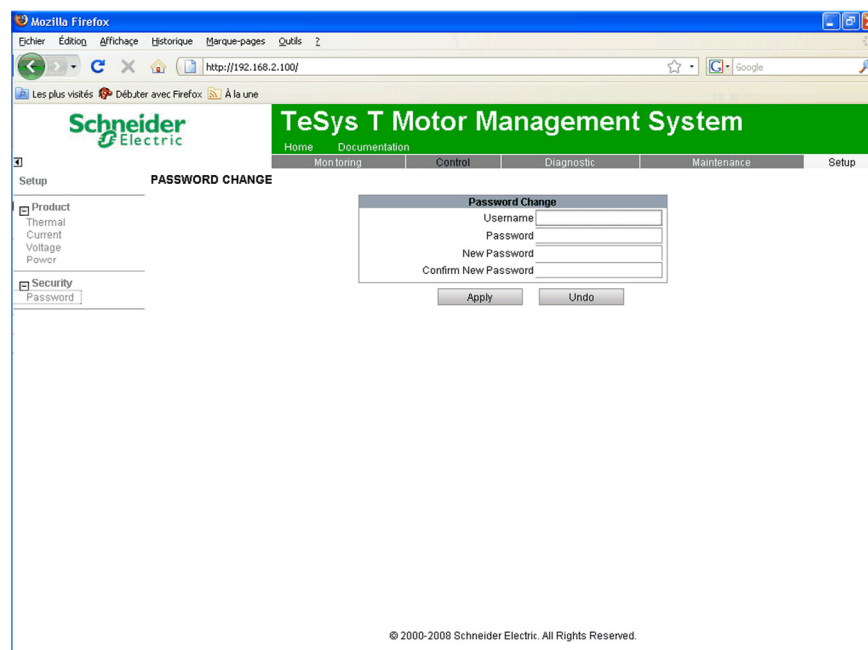 Mozilla Firefox
Fichier Édition Affichage Historique Marque-pages Outils ?
http://192.168.2.100/
Google
Les plus visités Débuter avec Firefox À la une
Schneider Electric
TeSys T Motor Management System
Home Documentation
Monitoring Control Diagnostic Maintenance Setup
Setup
PASSWORD CHANGE
Product
Thermal
Current
Voltage
Power
Security
Password
Password Change
Username
Password
New Password
Confirm New Password
Apply Undo
© 2000-2008 Schneider Electric. All Rights Reserved.